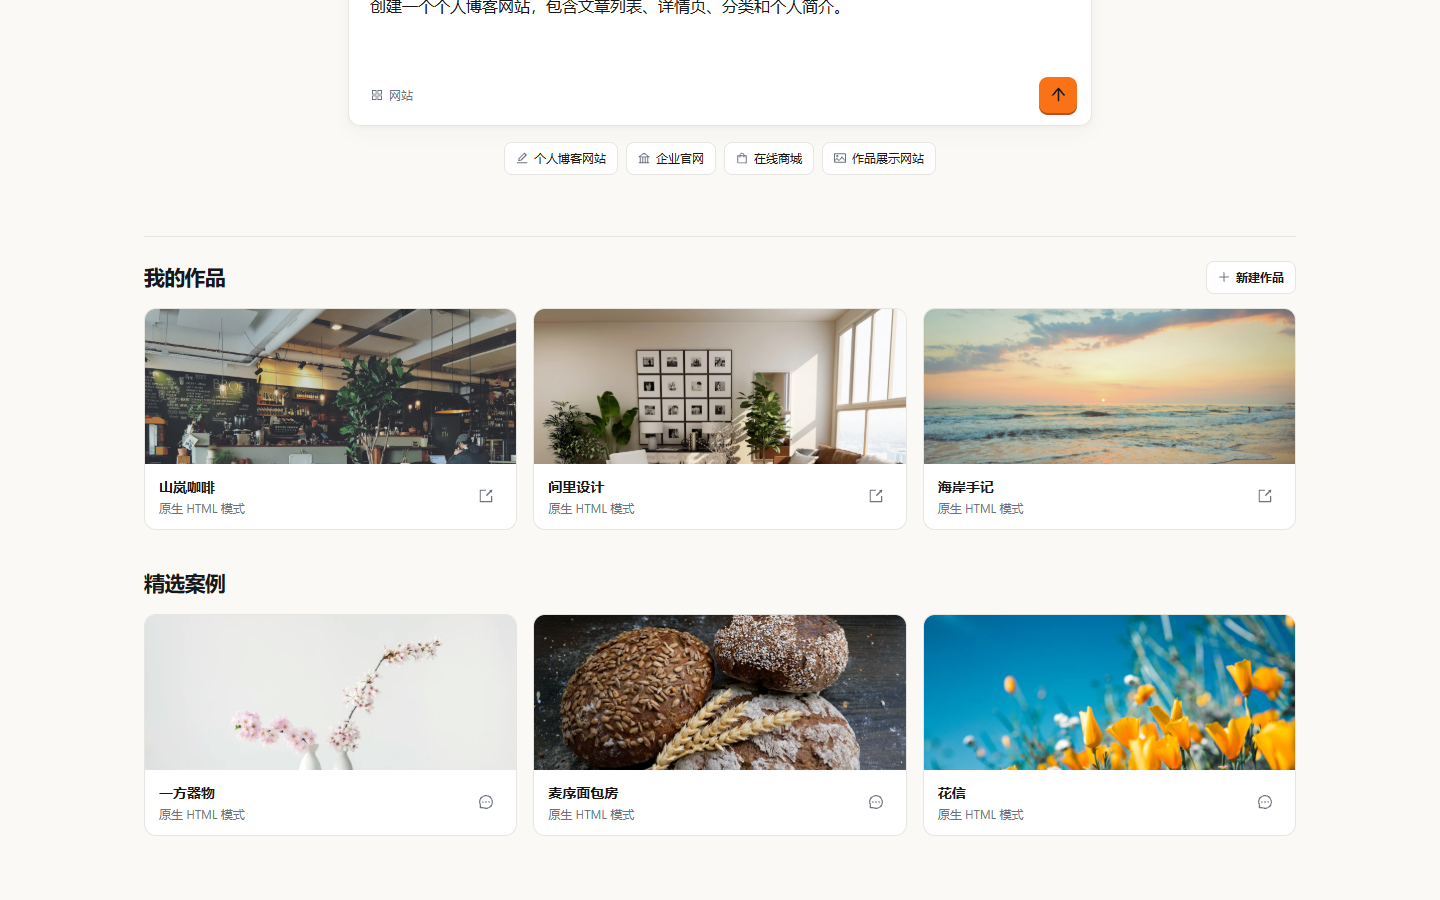 创建一个个人博客网站，包含文章列表、详情页、分类和个人简介。
网站
个人博客网站
企业官网
在线商城
作品展示网站
我的作品
新建作品
山岚咖啡
原生 HTML 模式
间里设计
原生 HTML 模式
海岸手记
原生 HTML 模式
精选案例
一方器物
原生 HTML 模式
麦序面包房
原生 HTML 模式
花信
原生 HTML 模式